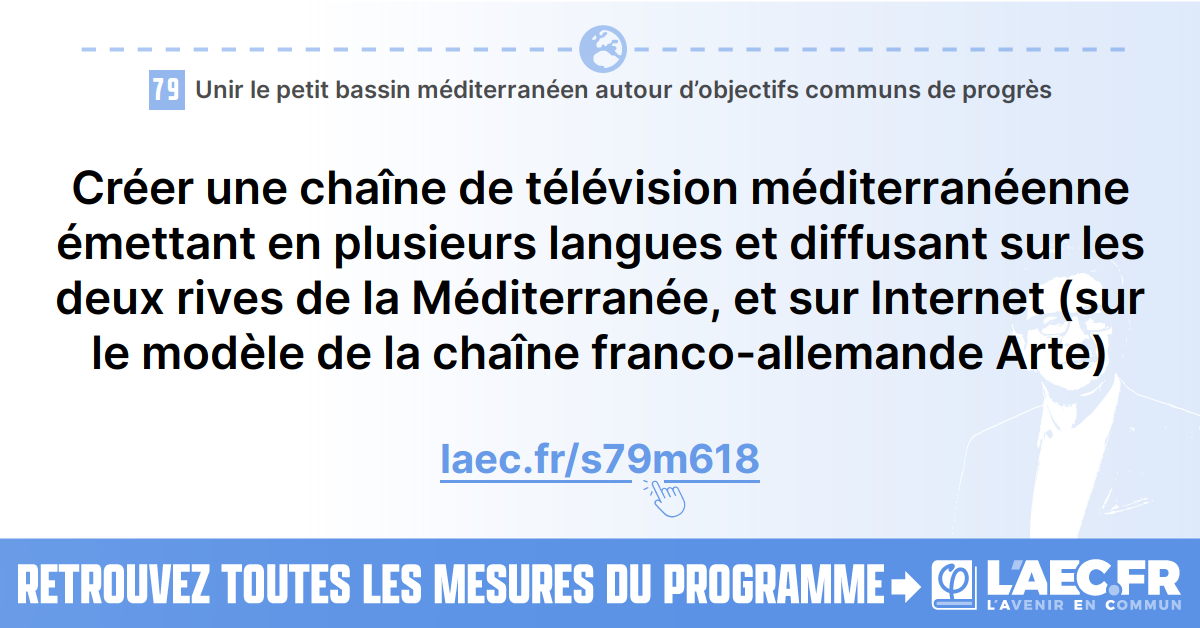 79 Unir le petit bassin méditerranéen autour d’objectifs communs de progrès
Créer une chaîne de télévision méditerranéenne
émettant en plusieurs langues et diffusant sur les
deux rives de la Méditerranée, et sur Internet (sur
le modèle de la chaîne franco-allemande Arte)
laec.fr/s79m618
RETROUVEZ TOUTES LES MESURES DU PROGRAMME
L'AEC.FR
L'AVENIR EN COMMUN